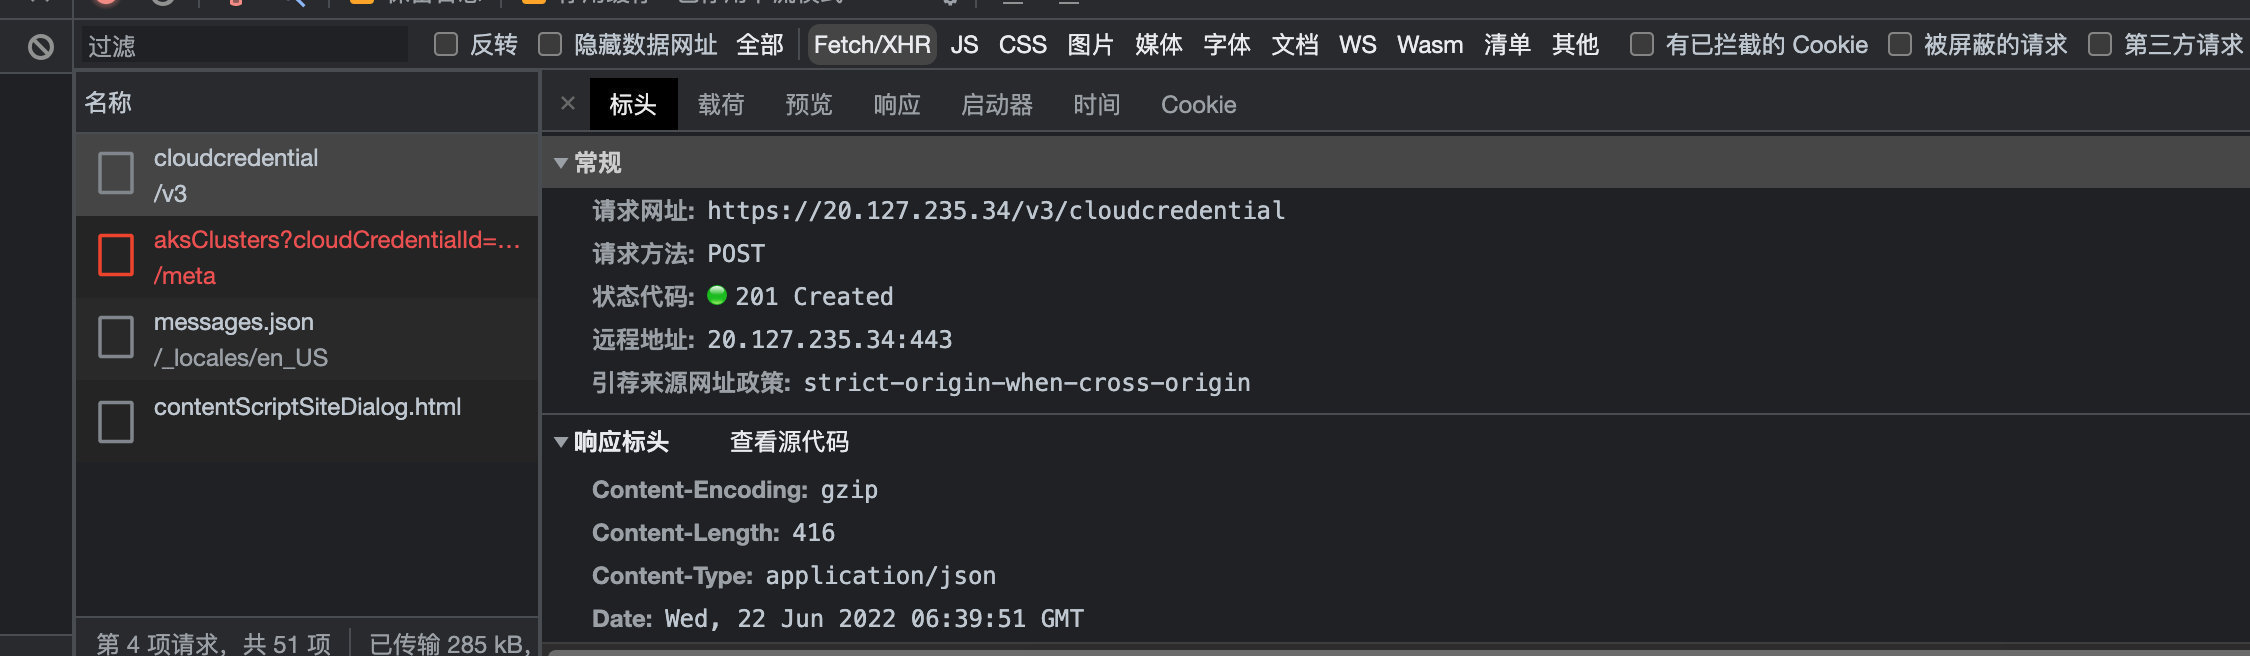 过滤 反转 隐藏数据网址 全部 Fetch/XHR JS CSS 图片 媒体 字体 文档 WS Wasm 清单 其他 有已拦截的 Cookie 被屏蔽的请求 第三方请求
名称
cloudcredential
/v3
aksClusters?cloudCredentialId=...
/meta
messages.json
/_locales/en_US
contentScriptSiteDialog.html
第 4 项请求，共 51 项 已传输 285 kB,
× 标头 载荷 预览 响应 启动器 时间 Cookie
常规
请求网址: https://20.127.235.34/v3/cloudcredential
请求方法: POST
状态代码: 201 Created
远程地址: 20.127.235.34:443
引荐来源网址政策: strict-origin-when-cross-origin
响应标头 查看源代码
Content-Encoding: gzip
Content-Length: 416
Content-Type: application/json
Date: Wed, 22 Jun 2022 06:39:51 GMT